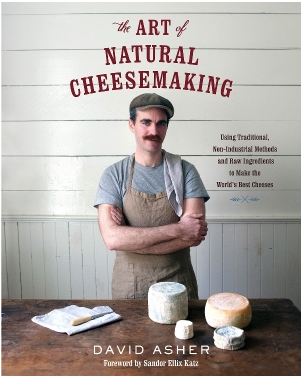 the ART of
NATURAL
CHEESEMAKING
Using Traditional,
Non-Industrial Methods
and Raw Ingredients
to Make the
World's Best Cheeses
DAVID ASHER
Foreword by Sandor Ellix Katz